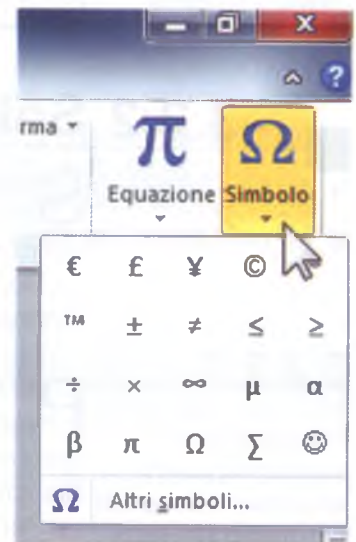 X
?
rma
π Ω
Equazione Simbolo
€ £ ¥ ©
TM ± ≠ ≤ ≥
÷ × ∞ µ α
β π Ω ∑ ☺
Ω Altri simboli...